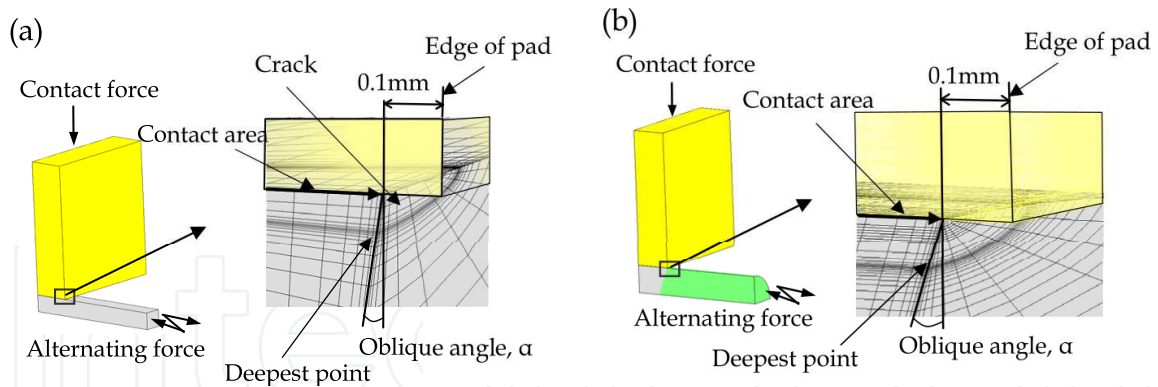 (a)
Contact force
Crack
0.1mm
Edge of pad
Contact area
Alternating force
Deepest point
Oblique angle, α
(b)
Contact force
0.1mm
Edge of pad
Contact area
Alternating force
Deepest point
Oblique angle, α